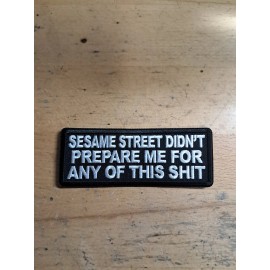 SESAME STREET DIDN'T
PREPARE ME FOR
ANY OF THIS SHIT